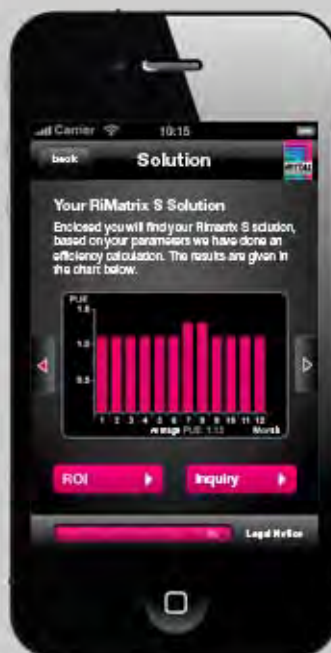 Carrier 10:15
back Solution
RITTAL
Your RiMatrix S Solution
Enclosed you will find your Rimatrix S solution,
based on your parameters we have done an
efficiency calculation. The results are given in
the chart below.
PUE
1.5
1.0
0.5
1 2 3 4 5 6 7 8 9 10 11 12
Average PUE: 1.13 Month
ROI Inquiry
Legal Notice